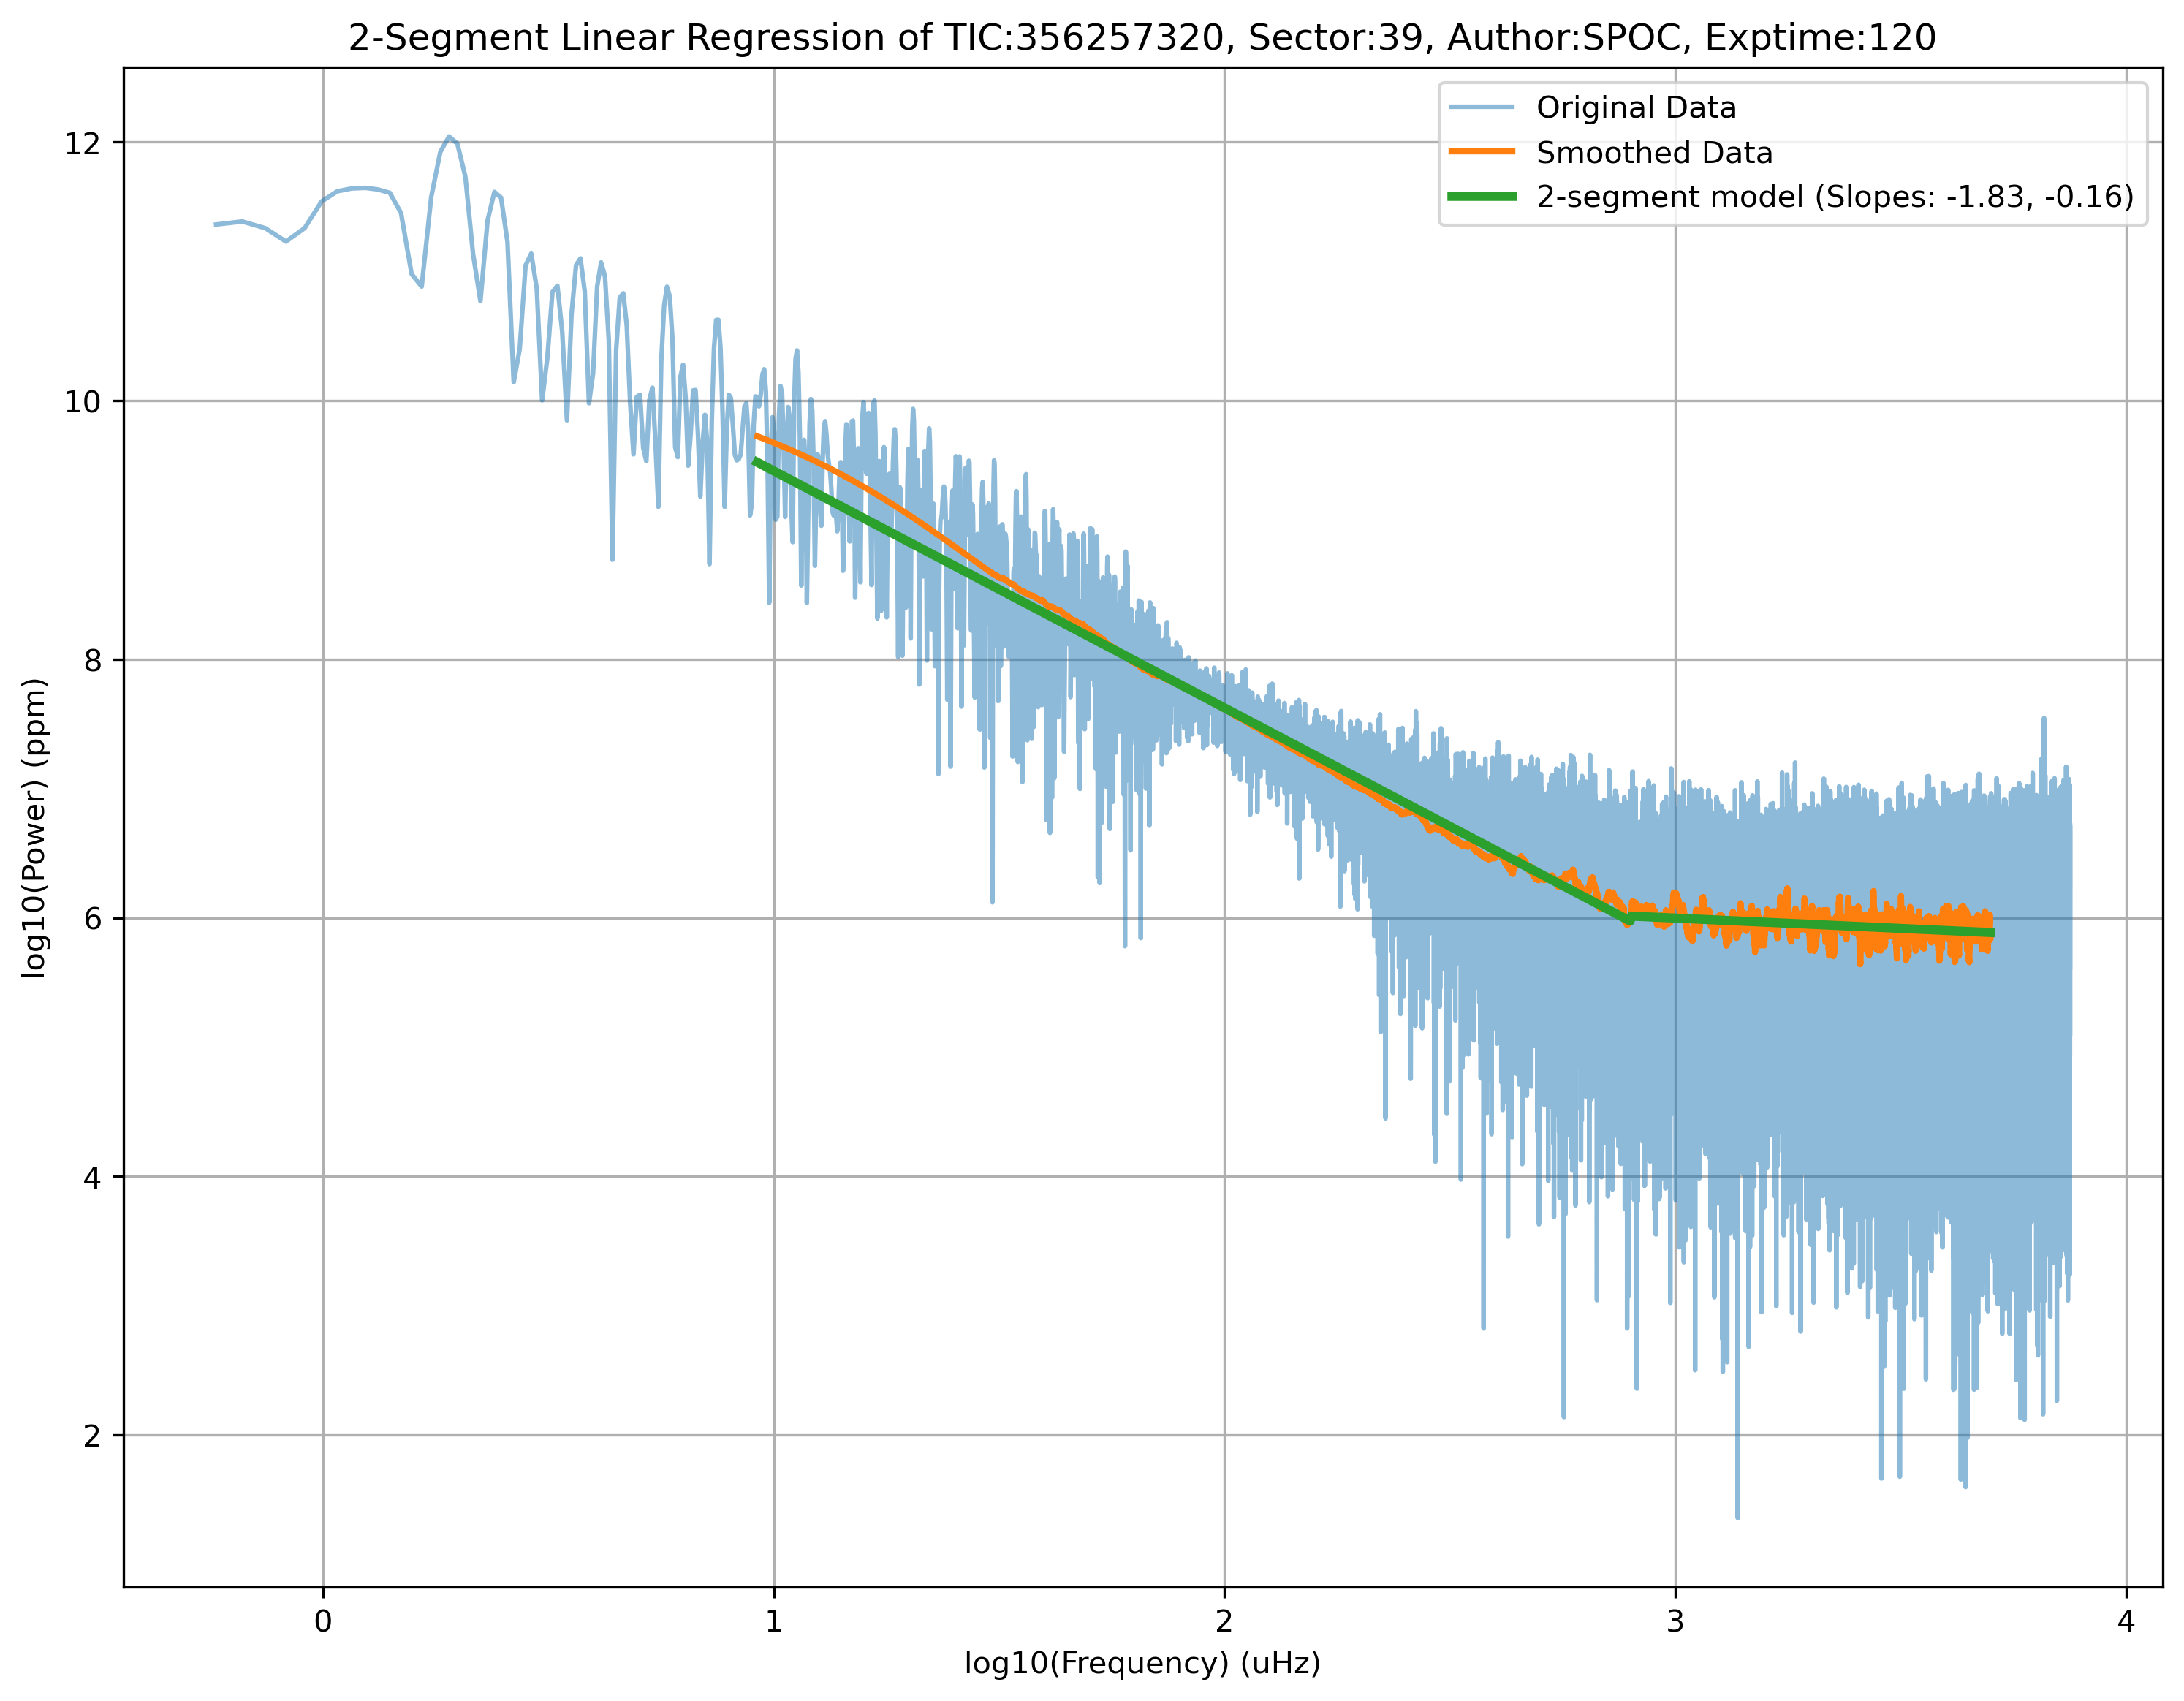 2-Segment Linear Regression of TIC:356257320, Sector:39, Author:SPOC, Exptime:120
Original Data
Smoothed Data
2-segment model (Slopes: -1.83, -0.16)
12
10
8
6
4
2
log10(Power) (ppm)
0 1 2 3 4
log10(Frequency) (uHz)